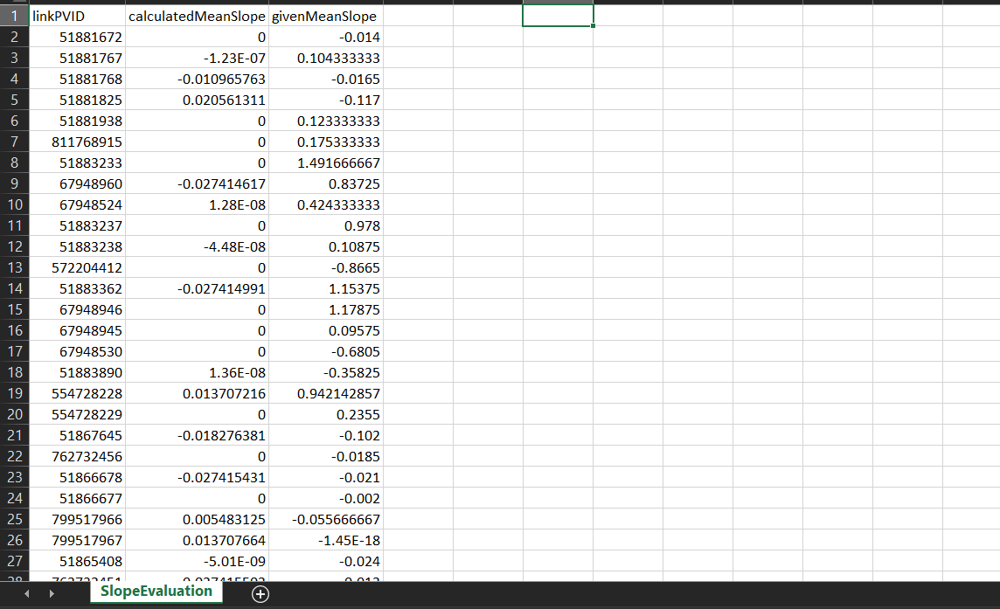 1 linkPVID calculatedMeanSlope givenMeanSlope
2 51881672 0 -0.014
3 51881767 -1.23E-07 0.104333333
4 51881768 -0.010965763 -0.0165
5 51881825 0.020561311 -0.117
6 51881938 0 0.123333333
7 811768915 0 0.175333333
8 51883233 0 1.491666667
9 67948960 -0.027414617 0.83725
10 67948524 1.28E-08 0.424333333
11 51883237 0 0.978
12 51883238 -4.48E-08 0.10875
13 572204412 0 -0.8665
14 51883362 -0.027414991 1.15375
15 67948946 0 1.17875
16 67948945 0 0.09575
17 67948530 0 -0.6805
18 51883890 1.36E-08 -0.35825
19 554728228 0.013707216 0.942142857
20 554728229 0 0.2355
21 51867645 -0.018276381 -0.102
22 762732456 0 -0.0185
23 51866678 -0.027415431 -0.021
24 51866677 0 -0.002
25 799517966 0.005483125 -0.055666667
26 799517967 0.013707664 -1.45E-18
27 51865408 -5.01E-09 -0.024
SlopeEvaluation